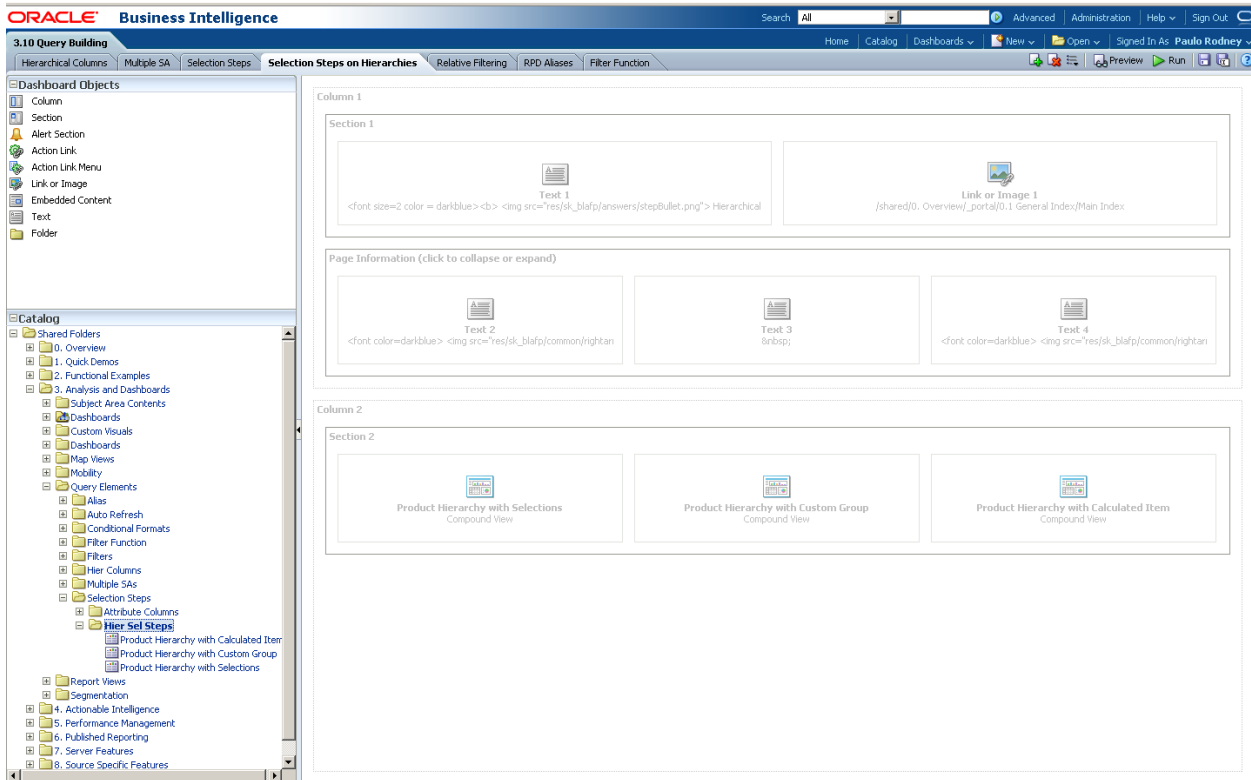 ORACLE Business Intelligence
Search All Advanced Administration Help Sign Out
3.10 Query Building
Home Catalog Dashboards New Open Signed In As Paulo Rodney
Hierarchical Columns Multiple SA Selection Steps Selection Steps on Hierarchies Relative Filtering RPD Aliases Filter Function
Preview Run
Dashboard Objects
Column
Section
Alert Section
Action Link
Action Link Menu
Link or Image
Embedded Content
Text
Folder
Catalog
Shared Folders
0. Overview
1. Quick Demos
2. Functional Examples
3. Analysis and Dashboards
Subject Area Contents
Dashboards
Custom Visuals
Dashboards
Map Views
Mobility
Query Elements
Alias
Auto Refresh
Conditional Formats
Filter Function
Filters
Hier Columns
Multiple SAs
Selection Steps
Attribute Columns
Hier Sel Steps
Product Hierarchy with Calculated Item
Product Hierarchy with Custom Group
Product Hierarchy with Selections
Report Views
Segmentation
4. Actionable Intelligence
5. Performance Management
6. Published Reporting
7. Server Features
8. Source Specific Features
Column 1
Section 1
Text 1
<font size=2 color = darkblue><b> <img src="res/sk_blafp/answers/stepBullet.png"> Hierarchical
Link or Image 1
/shared/0. Overview/_portal/0.1 General Index/Main Index
Page Information (click to collapse or expand)
Text 2
<font color=darkblue> <img src="res/sk_blafp/common/rightarr
Text 3
&nbsp;
Text 4
<font color=darkblue> <img src="res/sk_blafp/common/rightarr
Column 2
Section 2
Product Hierarchy with Selections
Compound View
Product Hierarchy with Custom Group
Compound View
Product Hierarchy with Calculated Item
Compound View